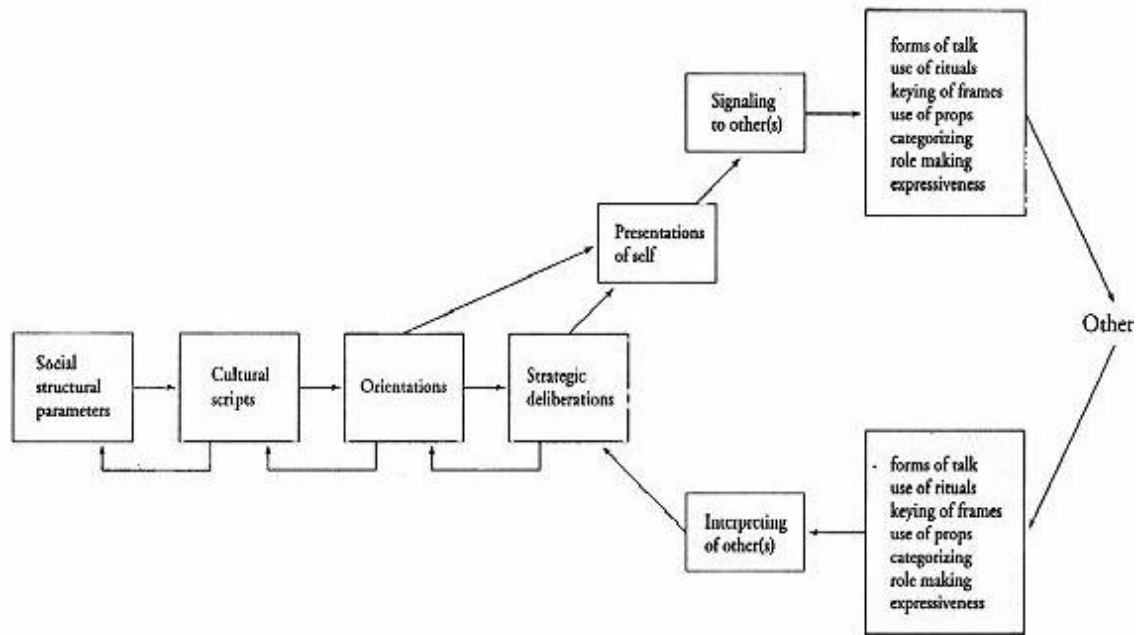 Social
structural
parameters
Cultural
scripts
Orientations
Strategic
deliberations
Presentations
of self
Signaling
to other(s)
forms of talk
use of rituals
keying of frames
use of props
categorizing
role making
expressiveness
Other
forms of talk
use of rituals
keying of frames
use of props
categorizing
role making
expressiveness
Interpreting
of other(s)